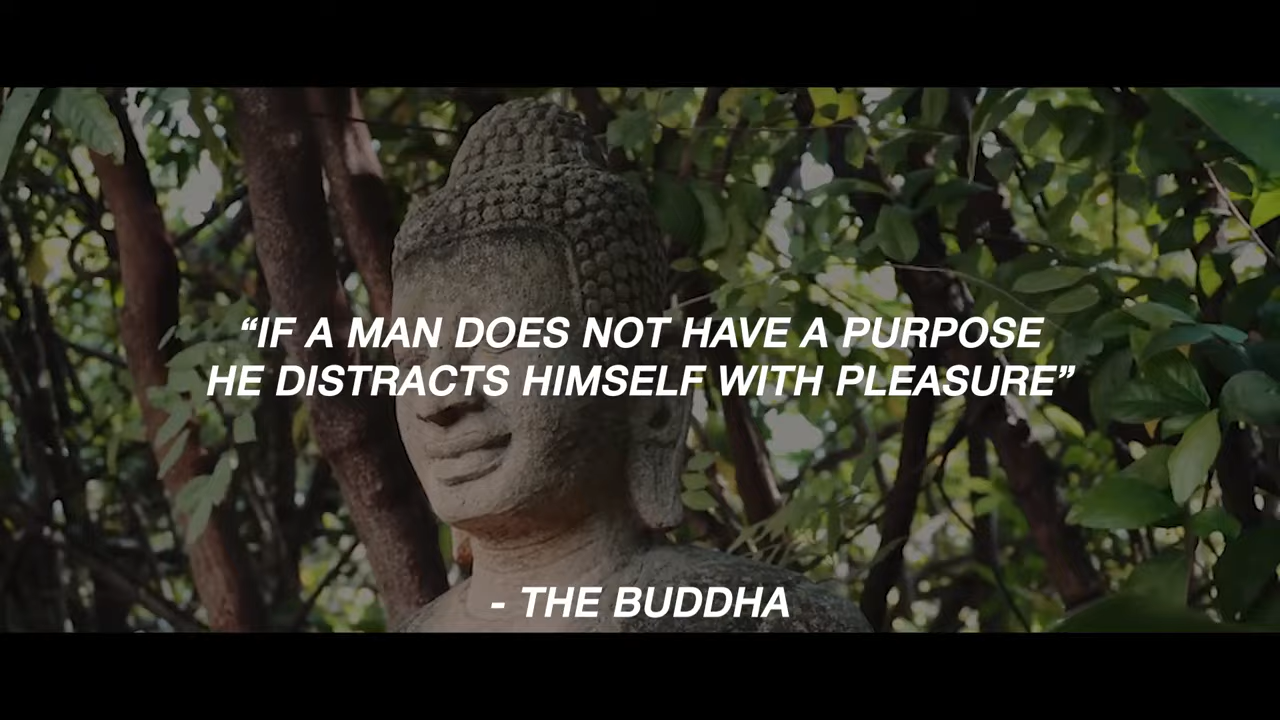 “IF A MAN DOES NOT HAVE A PURPOSE
HE DISTRACTS HIMSELF WITH PLEASURE”
- THE BUDDHA